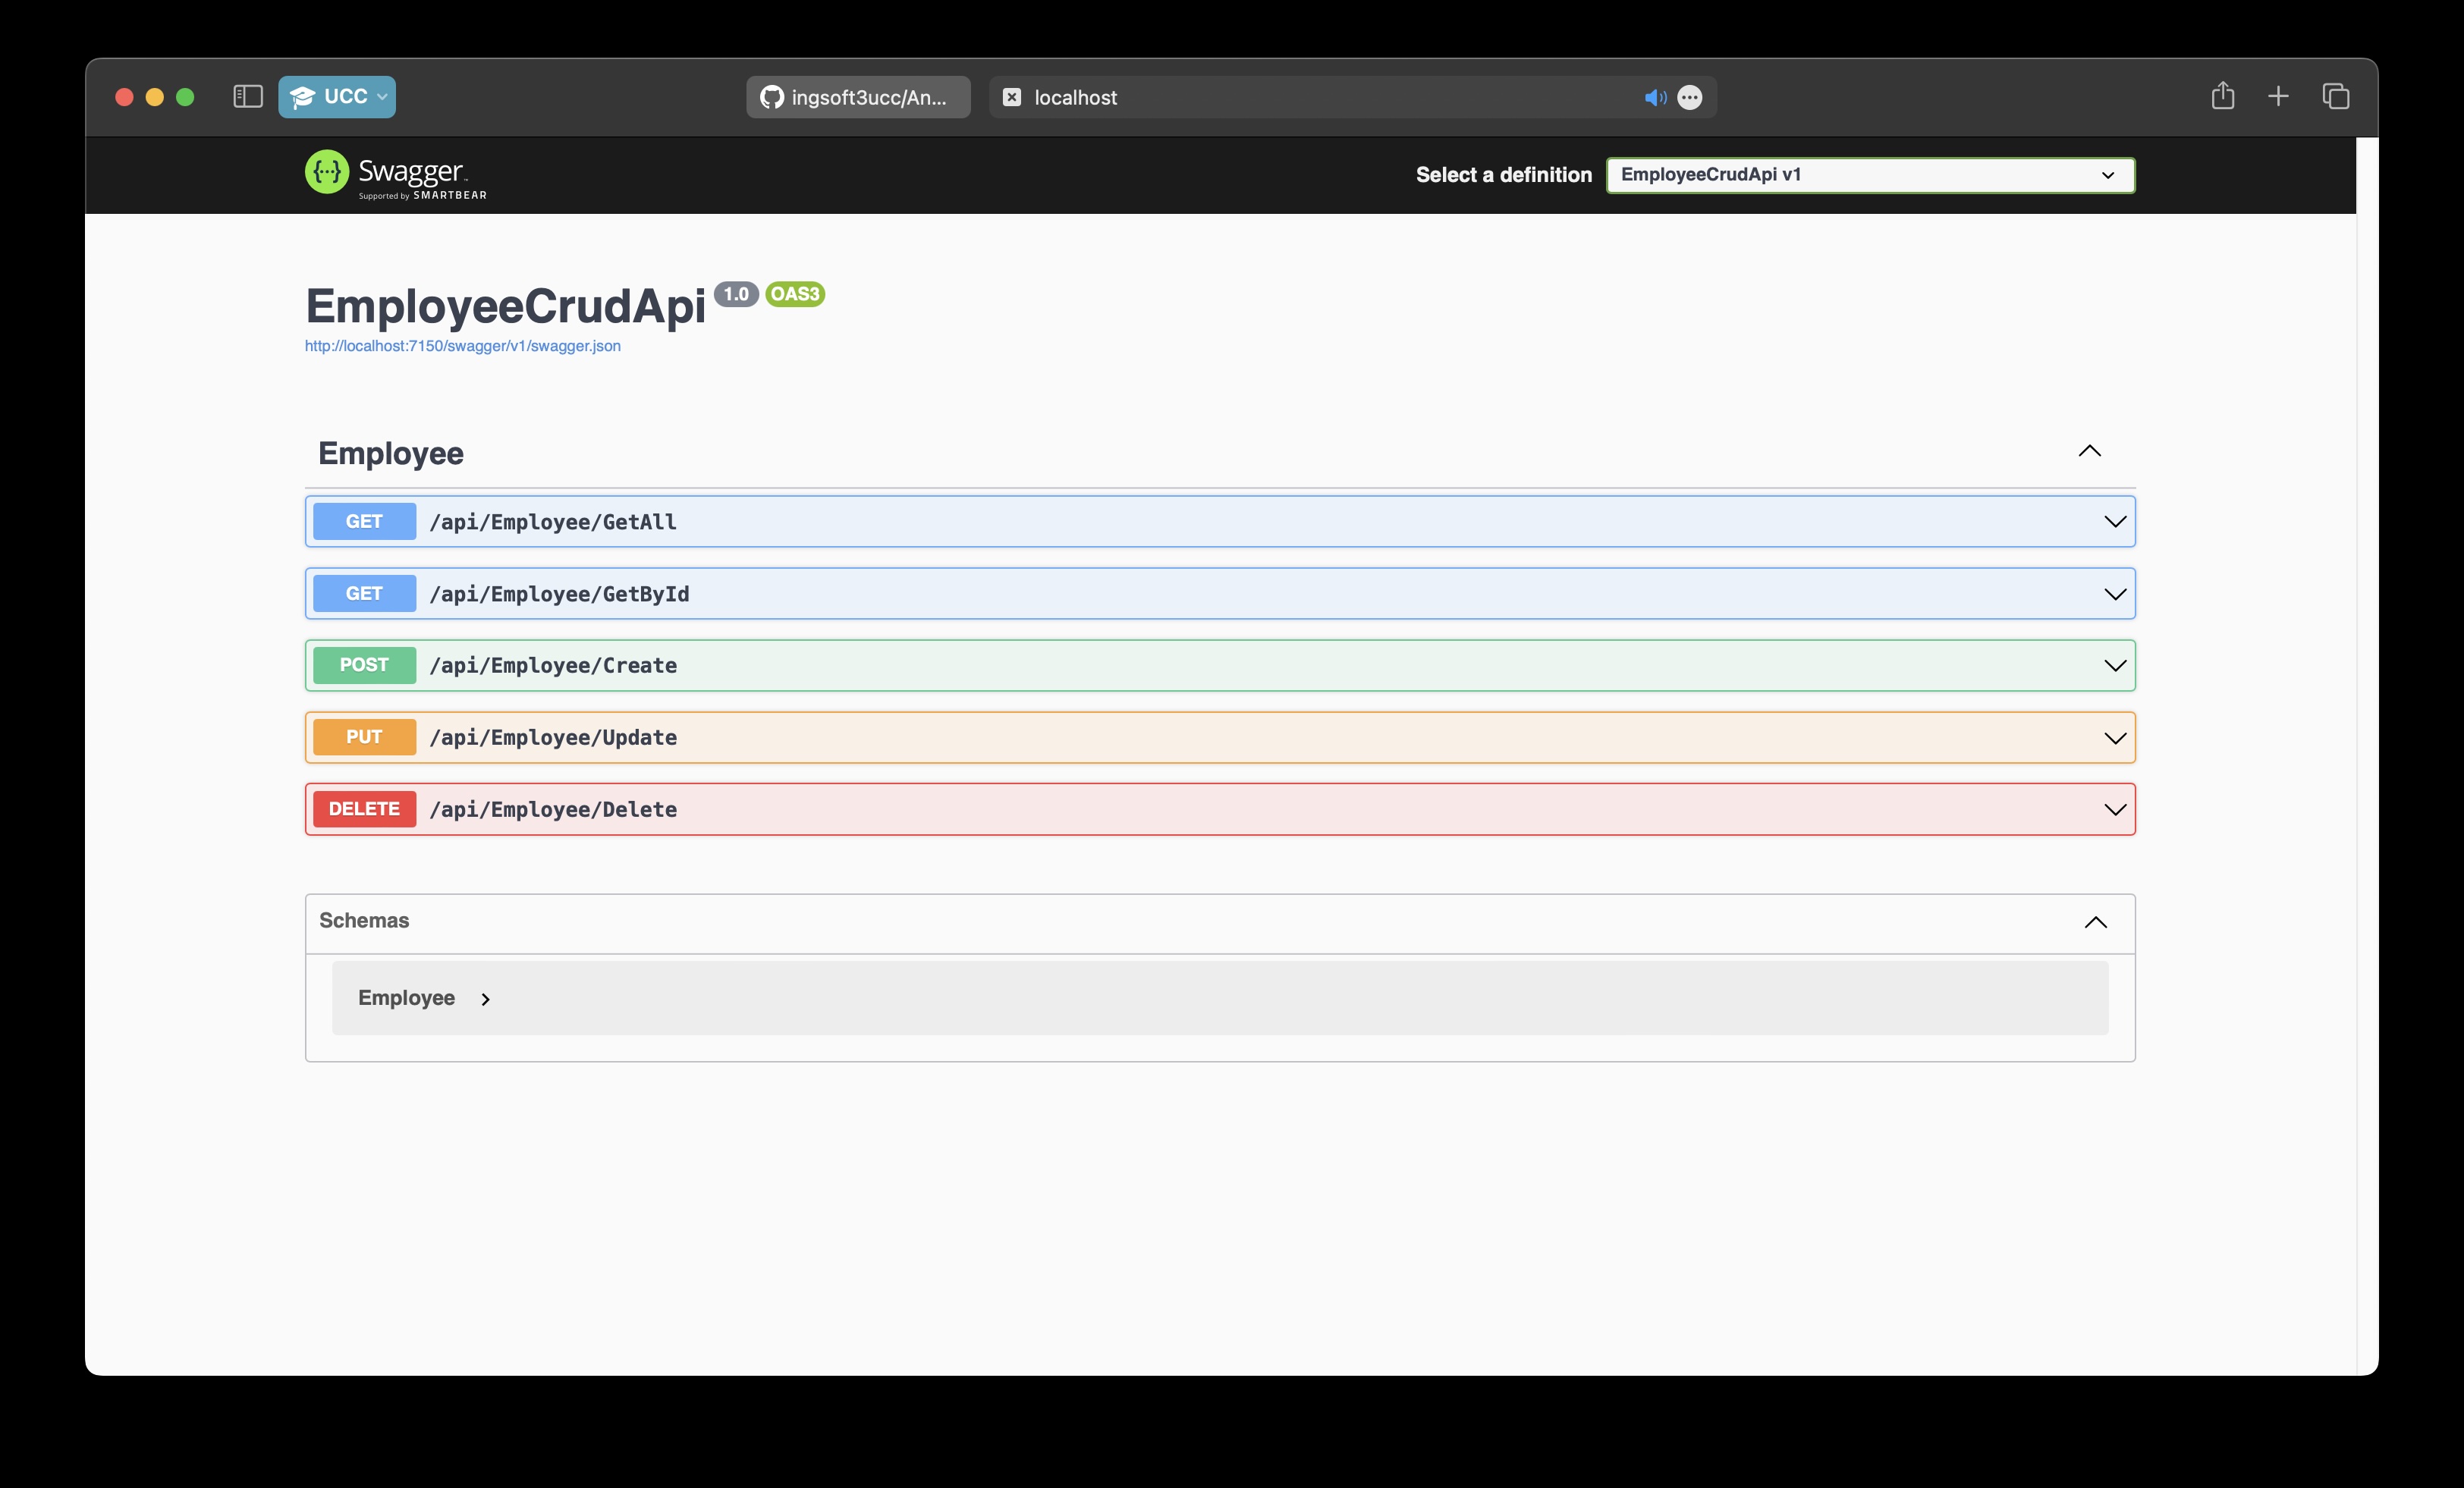 UCC
ingsoft3ucc/An...
localhost
{...} Swagger
Supported by SMARTBEAR
Select a definition
EmployeeCrudApi v1
EmployeeCrudApi 1.0 OAS3
http://localhost:7150/swagger/v1/swagger.json
Employee
GET /api/Employee/GetAll
GET /api/Employee/GetById
POST /api/Employee/Create
PUT /api/Employee/Update
DELETE /api/Employee/Delete
Schemas
Employee